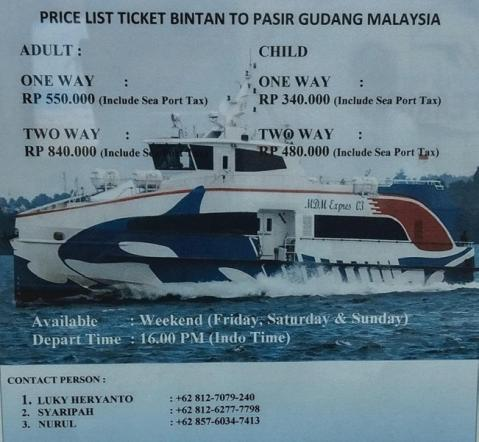 PRICE LIST TICKET BINTAN TO PASIR GUDANG MALAYSIA
ADULT :
ONE WAY :
RP 550.000 (Include Sea Port Tax)
TWO WAY :
RP 840.000 (Include S
CHILD
ONE WAY :
RP 340.000 (Include Sea Port Tax)
TWO WAY :
RP 480.000 (Include Sea Port Tax)
MDM Expres 03
Available : Weekend (Friday, Saturday & Sunday)
Depart Time : 16.00 PM (Indo Time)
CONTACT PERSON :
1. LUKY HERYANTO : +62 812-7079-240
2. SYARIPAH : +62 812-6277-7798
3. NURUL : +62 857-6034-7413